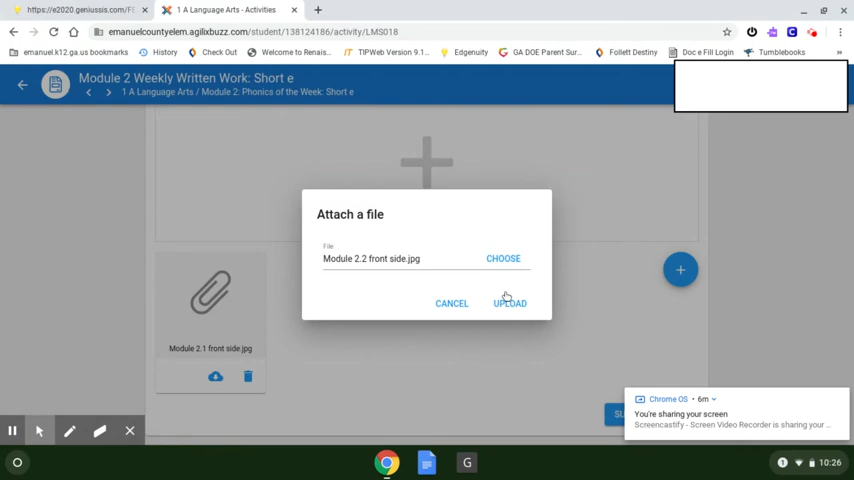 https://e2020.geniussis.com/FE
1 A Language Arts - Activities
emanuelcountyelem.agilixbuzz.com/student/138124186/activity/LMS018
emanuel.k12.ga.us bookmarks
History
Check Out
Welcome to Renais...
TIPWeb Version 9.1...
Edgenuity
GA DOE Parent Sur...
Follett Destiny
Doc e Fill Login
Tumblebooks
»
Module 2 Weekly Written Work: Short e
1 A Language Arts / Module 2: Phonics of the Week: Short e
Attach a file
File
Module 2.2 front side.jpg
CHOOSE
CANCEL
UPLOAD
Module 2.1 front side.jpg
SU
Chrome OS • 6m
You're sharing your screen
Screencastify - Screen Video Recorder is sharing your ...
G
1
10:26